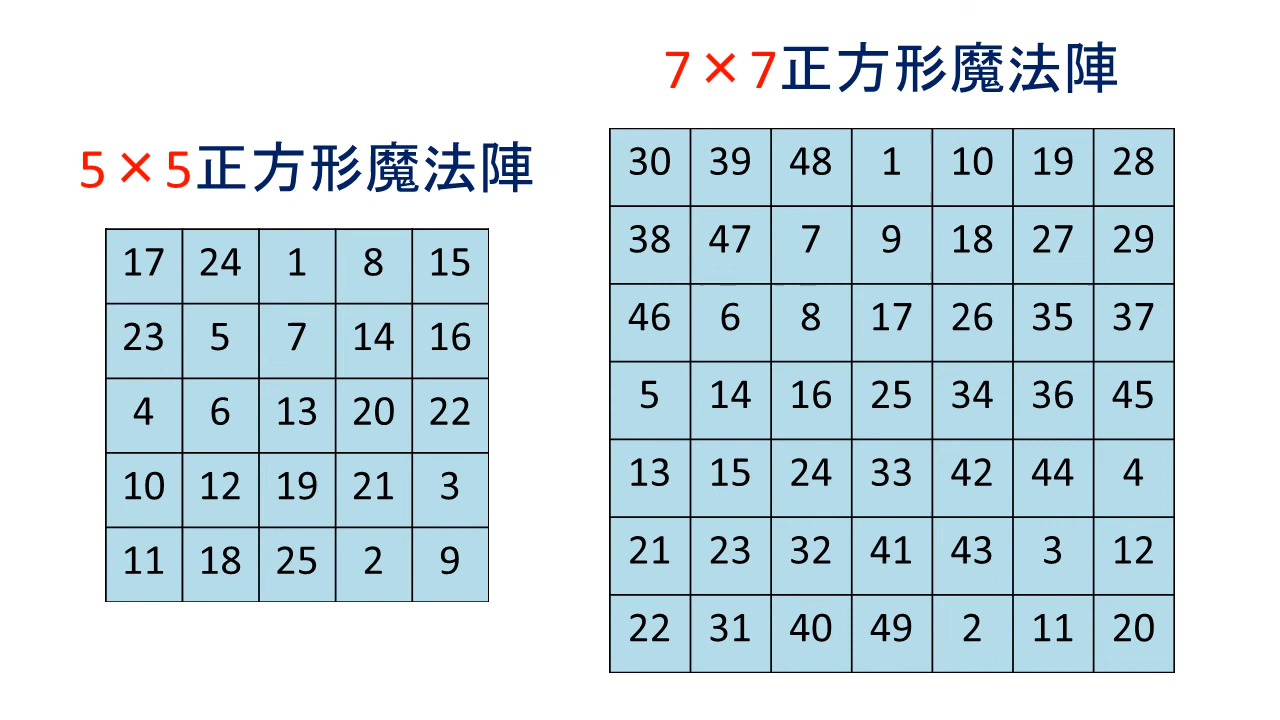 5×5正方形魔法陣
17 24 1 8 15
23 5 7 14 16
4 6 13 20 22
10 12 19 21 3
11 18 25 2 9
7×7正方形魔法陣
30 39 48 1 10 19 28
38 47 7 9 18 27 29
46 6 8 17 26 35 37
5 14 16 25 34 36 45
13 15 24 33 42 44 4
21 23 32 41 43 3 12
22 31 40 49 2 11 20